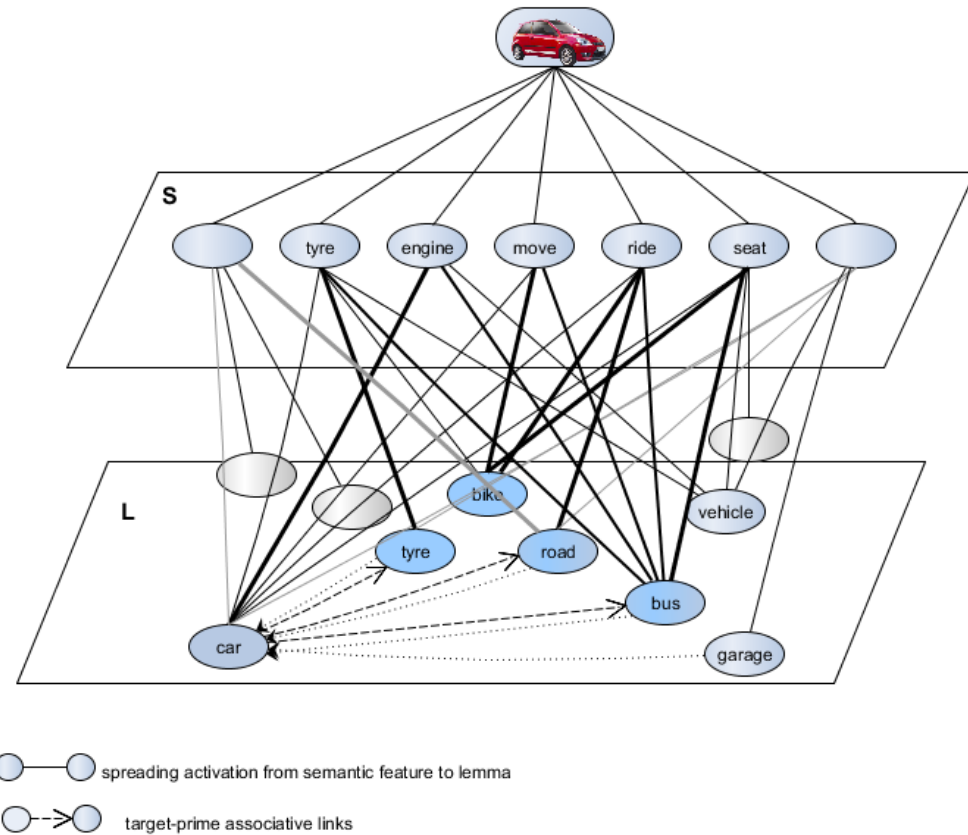 S
tyre
engine
move
ride
seat
L
bike
vehicle
tyre
road
bus
car
garage
spreading activation from semantic feature to lemma
target-prime associative links